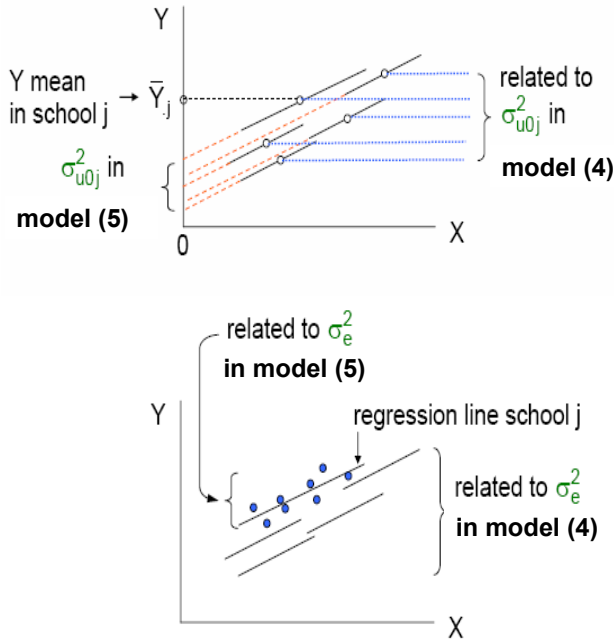 Y
Y mean
in school j → Ȳ.j
σ²u0j in
model (5)
related to
σ²u0j in
model (4)
0
X
related to σ²e
in model (5)
Y
regression line school j
related to σ²e
in model (4)
X